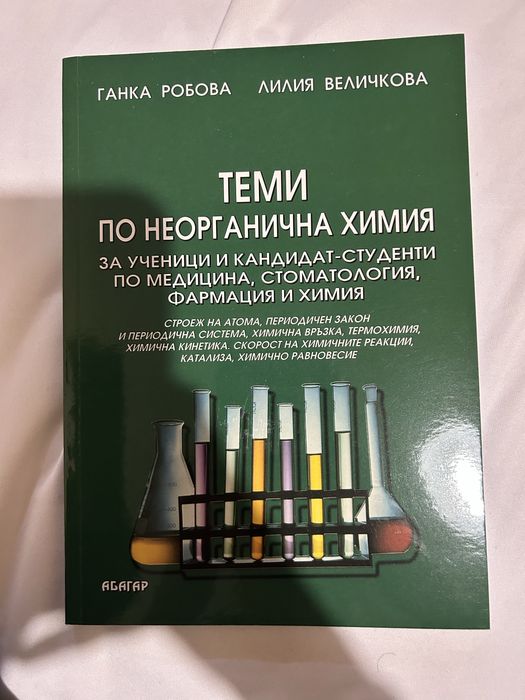 ГАНКА РОБОВА ЛИЛИЯ ВЕЛИЧКОВА
ТЕМИ
ПО НЕОРГАНИЧНА ХИМИЯ
ЗА УЧЕНИЦИ И КАНДИДАТ-СТУДЕНТИ
ПО МЕДИЦИНА, СТОМАТОЛОГИЯ,
ФАРМАЦИЯ И ХИМИЯ
СТРОЕЖ НА АТОМА, ПЕРИОДИЧЕН ЗАКОН
И ПЕРИОДИЧНА СИСТЕМА, ХИМИЧНА ВРЪЗКА, ТЕРМОХИМИЯ,
ХИМИЧНА КИНЕТИКА. СКОРОСТ НА ХИМИЧНИТЕ РЕАКЦИИ,
КАТАЛИЗА, ХИМИЧНО РАВНОВЕСИЕ
АБАГАР